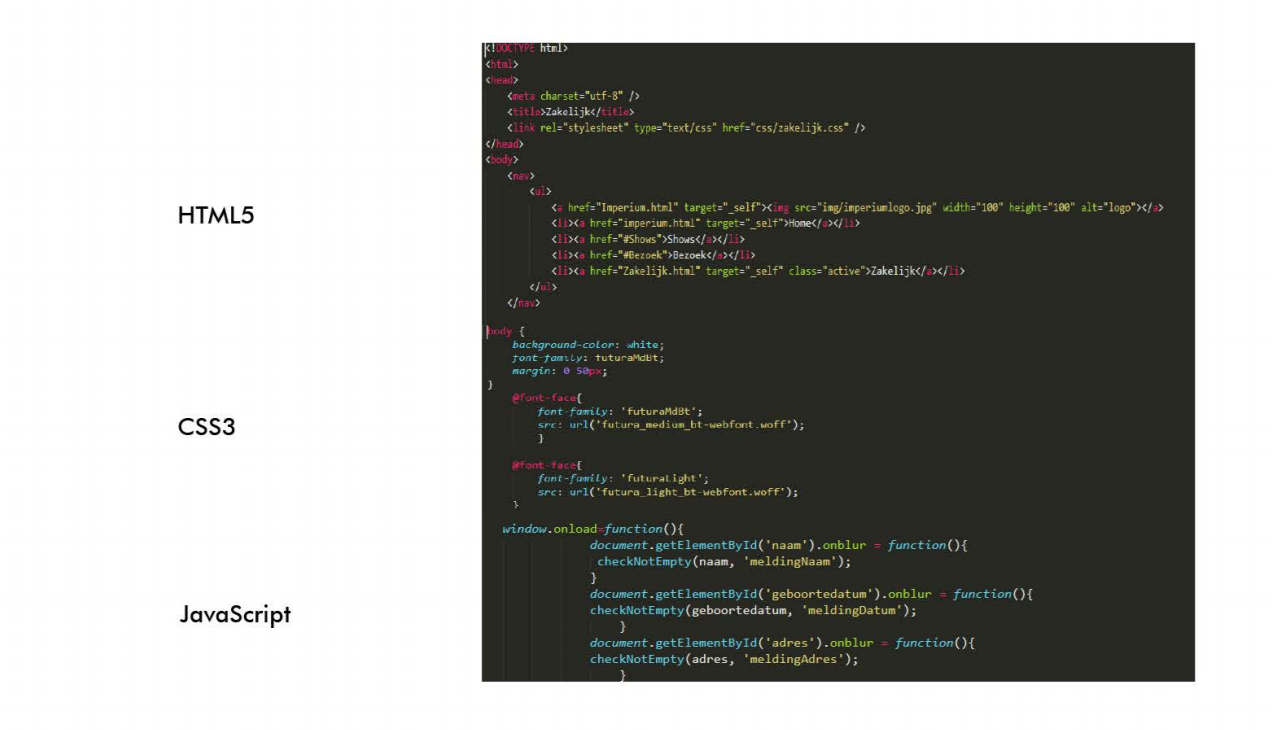 <!DOCTYPE html>
<html>
<head>
<meta charset="utf-8" />
<title>Zakelijk</title>
<link rel="stylesheet" type="text/css" href="css/zakelijk.css" />
</head>
<body>
<nav>
<ul>
<a href="Imperium.html" target="_self"><img src="img/imperiumlogo.jpg" width="100" height="100" alt="logo"></a>
<li><a href="imperium.html" target="_self">Home</a></li>
<li><a href="#Shows">Shows</a></li>
<li><a href="#Bezoek">Bezoek</a></li>
<li><a href="Zakelijk.html" target="_self" class="active">Zakelijk</a></li>
</ul>
</nav>
HTML5
body {
background-color: white;
font-family: futuraMdBt;
margin: 0 50px;
}
@font-face{
font-family: 'futuraMdBt';
src: url('futura_medium_bt-webfont.woff');
}
@font-face{
font-family: 'futuraLight';
src: url('futura_light_bt-webfont.woff');
}
CSS3
window.onload=function(){
document.getElementById('naam').onblur = function(){
checkNotEmpty(naam, 'meldingNaam');
}
document.getElementById('geboortedatum').onblur = function(){
checkNotEmpty(geboortedatum, 'meldingDatum');
}
document.getElementById('adres').onblur = function(){
checkNotEmpty(adres, 'meldingAdres');
}
JavaScript